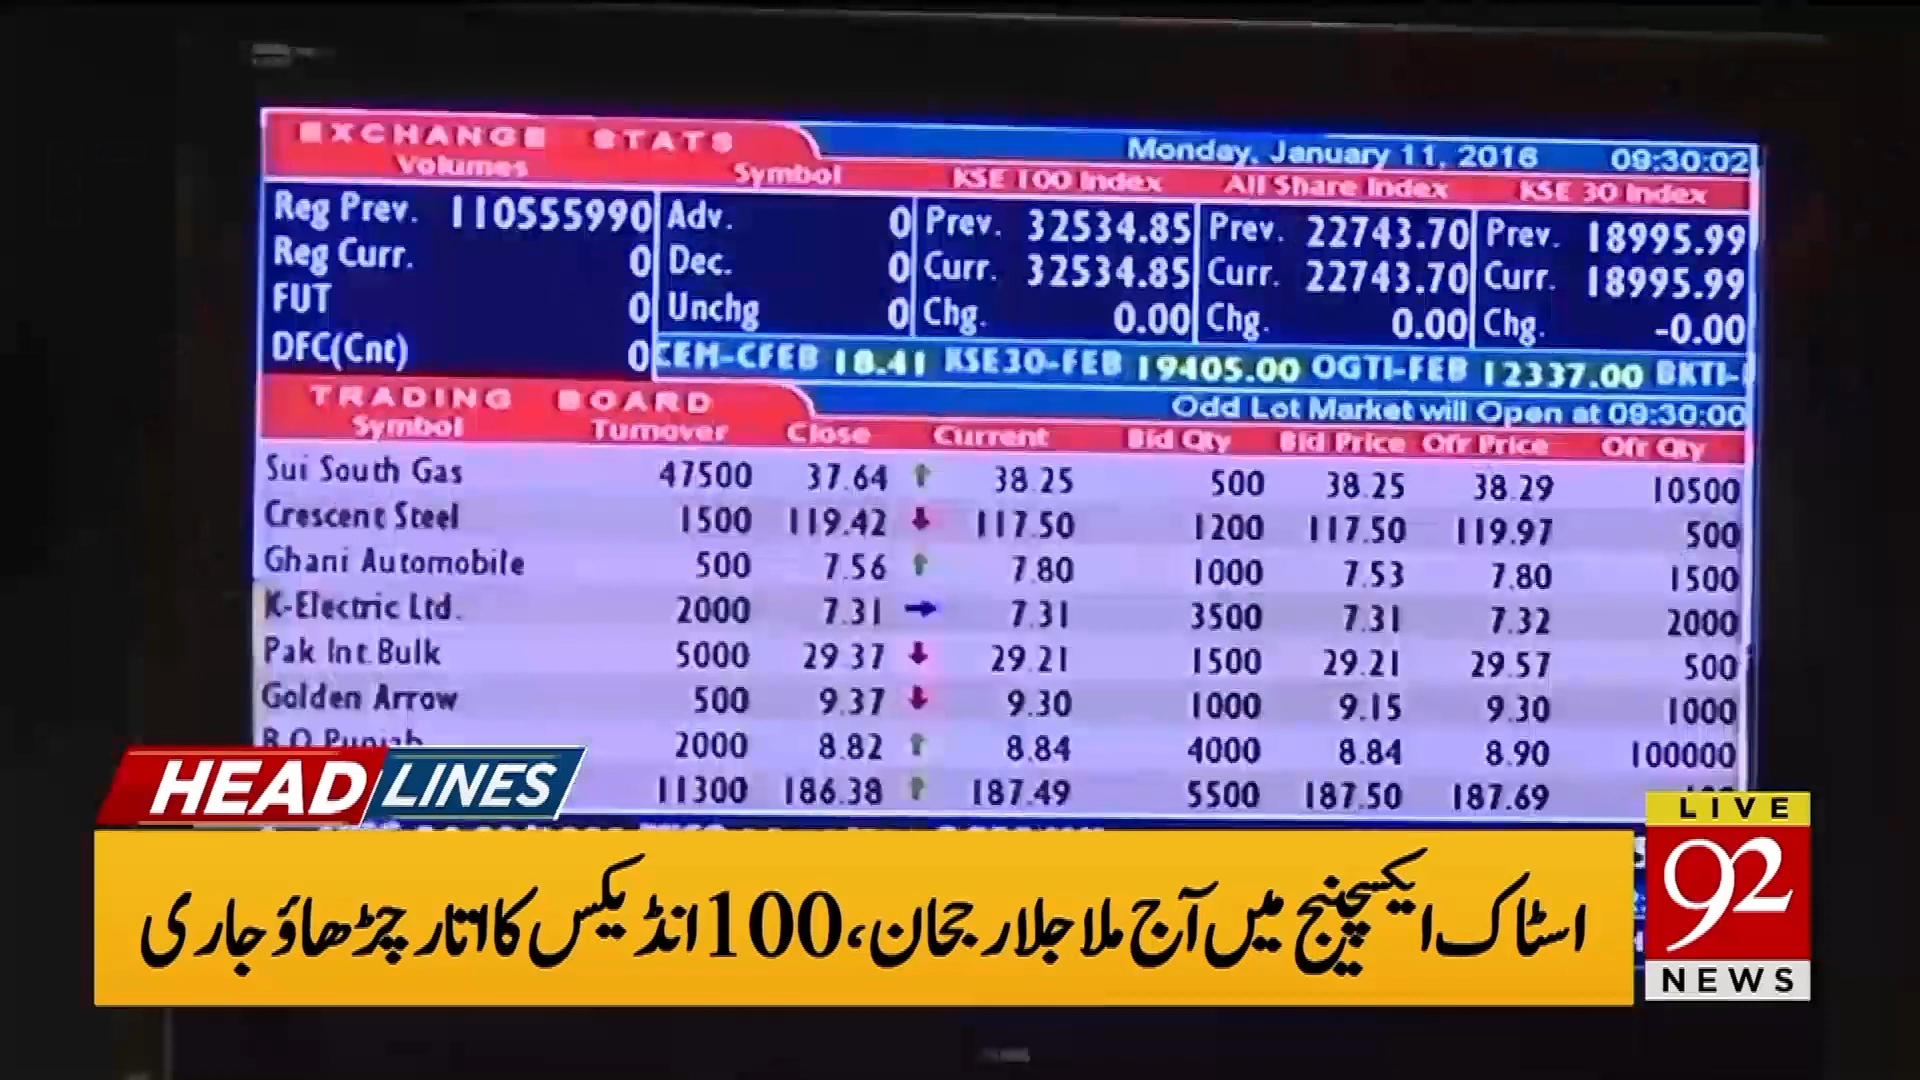 EXCHANGE STATS
Monday, January 11, 2016 09:30:02
Volumes Symbol KSE 100 Index All Share Index KSE 30 Index
Reg Prev. 110555990 Adv. 0 Prev. 32534.85 Prev. 22743.70 Prev. 18995.99
Reg Curr. 0 Dec. 0 Curr. 32534.85 Curr. 22743.70 Curr. 18995.99
FUT 0 Unchg 0 Chg. 0.00 Chg. 0.00 Chg. -0.00
DFC(Cnt) 0 CEM-CFEB 18.41 KSE30-FEB 19405.00 OGTI-FEB 12337.00 BKTI-
TRADING BOARD
Odd Lot Market will Open at 09:30:00
Symbol Turnover Close Current Bid Qty Bid Price Ofr Price Ofr Qty
Sui South Gas 47500 37.64 ↑ 38.25 500 38.25 38.29 10500
Crescent Steel 1500 119.42 ↓ 117.50 1200 117.50 119.97 500
Ghani Automobile 500 7.56 ↑ 7.80 1000 7.53 7.80 1500
K-Electric Ltd. 2000 7.31 → 7.31 3500 7.31 7.32 2000
Pak Int.Bulk 5000 29.37 ↓ 29.21 1500 29.21 29.57 500
Golden Arrow 500 9.37 ↓ 9.30 1000 9.15 9.30 1000
B.O.Punjab 2000 8.82 ↑ 8.84 4000 8.84 8.90 100000
11300 186.38 ↑ 187.49 5500 187.50 187.69
HEADLINES
اسٹاک ایکسچینج میں آج ملا جلا رجحان، 100 انڈیکس کا اتار چڑھاؤ جاری
LIVE
92
NEWS